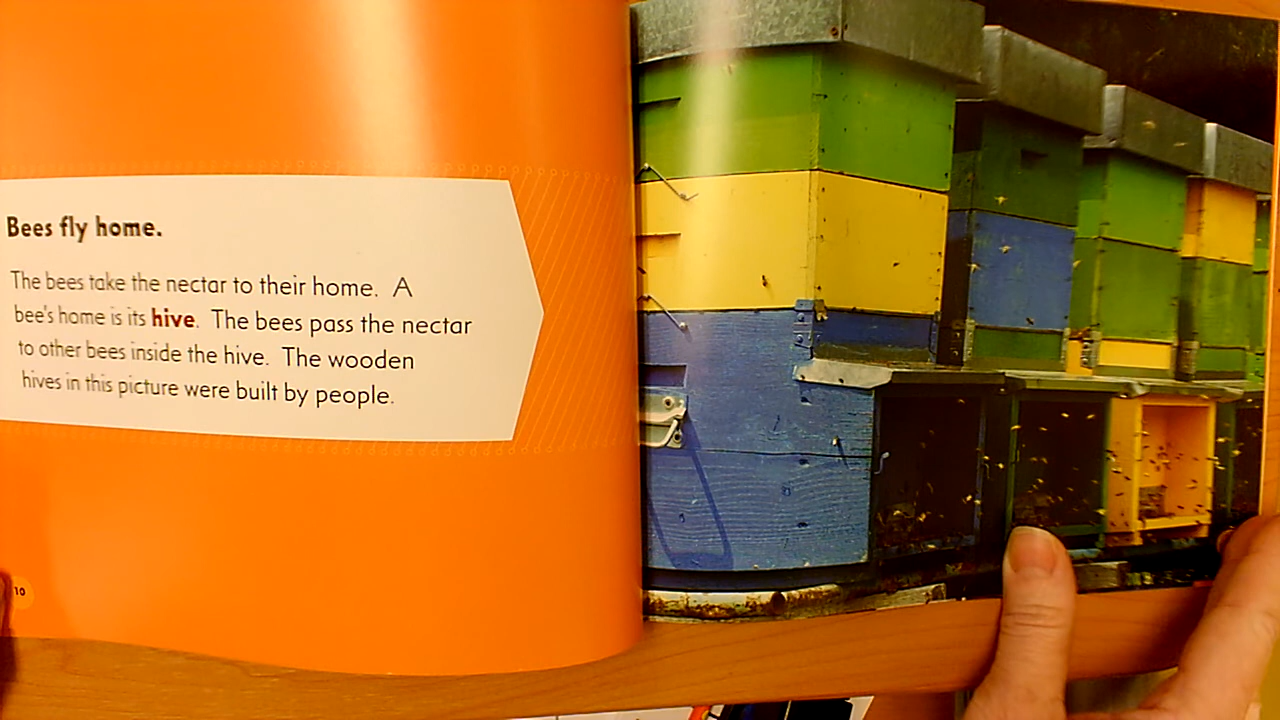 Bees fly home.
The bees take the nectar to their home. A
bee's home is its hive. The bees pass the nectar
to other bees inside the hive. The wooden
hives in this picture were built by people.
10